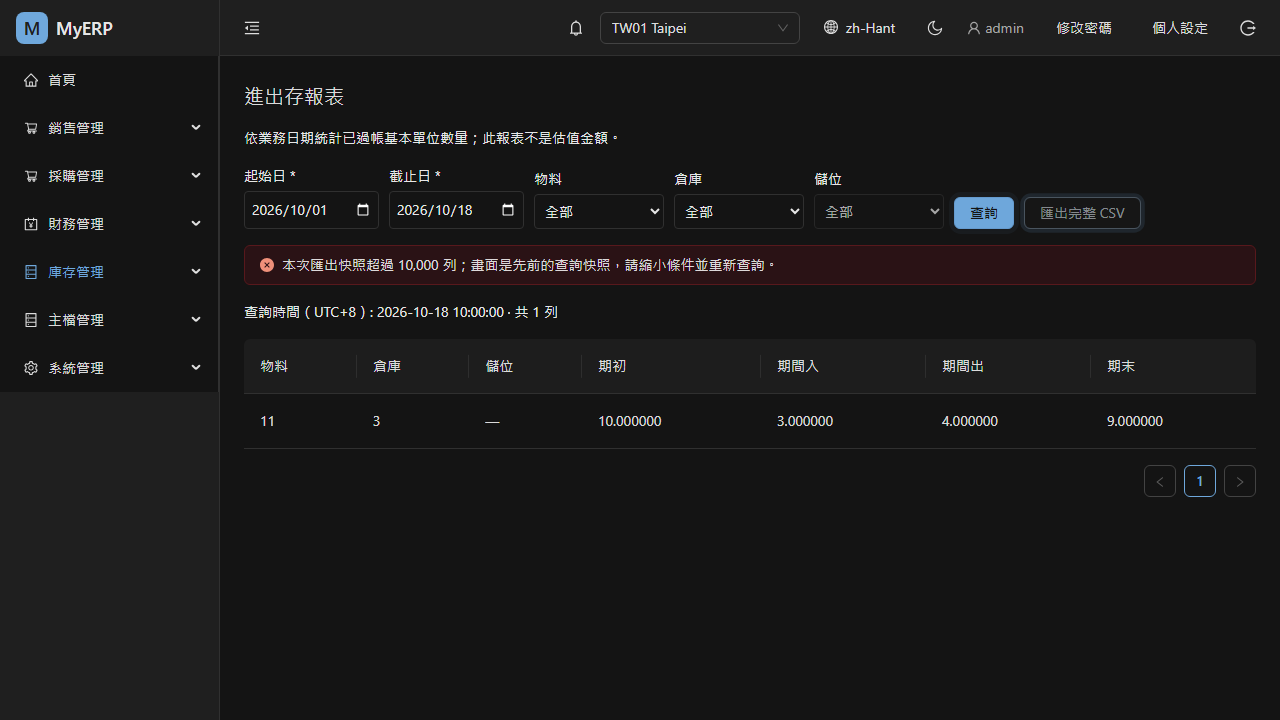 M MyERP
TW01 Taipei
zh-Hant
admin
修改密碼
個人設定
首頁
銷售管理
採購管理
財務管理
庫存管理
主檔管理
系統管理
進出存報表
依業務日期統計已過帳基本單位數量；此報表不是估值金額。
起始日 * 截止日 * 物料 倉庫 儲位
2026/10/01 2026/10/18 全部 全部 全部 查詢 匯出完整 CSV
本次匯出快照超過 10,000 列；畫面是先前的查詢快照，請縮小條件並重新查詢。
查詢時間（UTC+8）: 2026-10-18 10:00:00 · 共 1 列
物料 倉庫 儲位 期初 期間入 期間出 期末
11 3 — 10.000000 3.000000 4.000000 9.000000
1